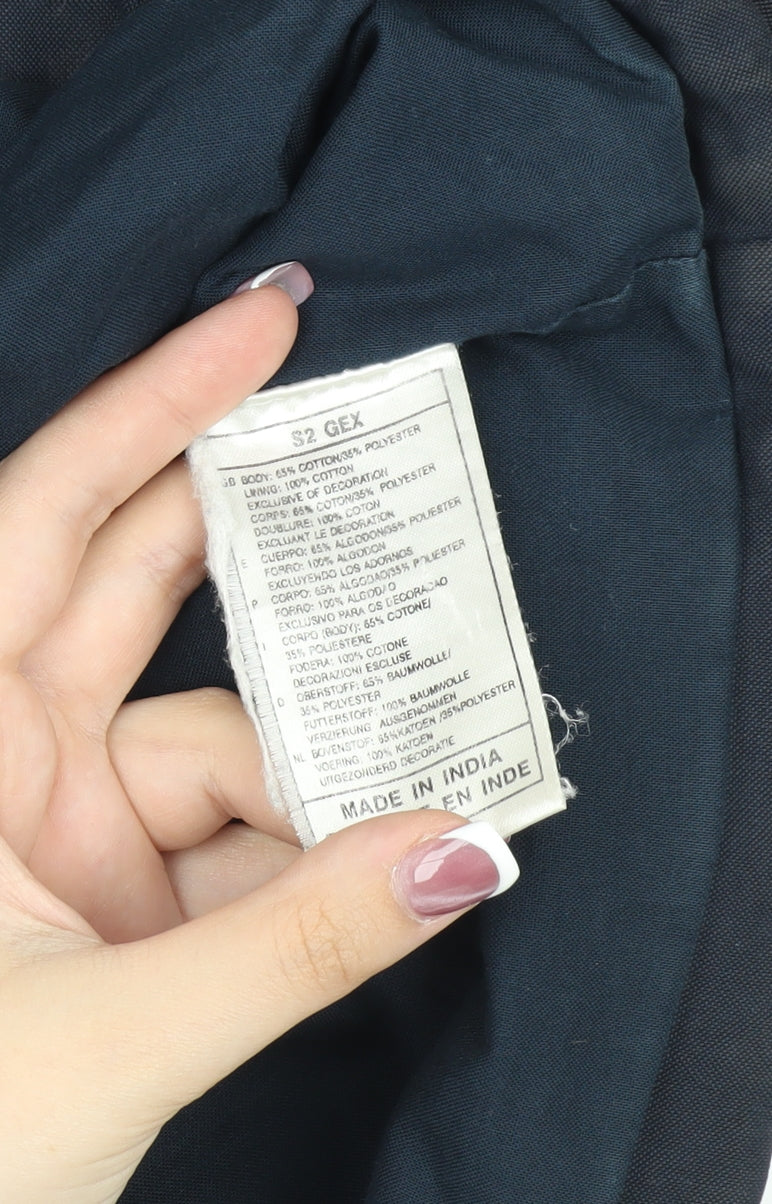 S2 GEX
GB BODY: 65% COTTON/35% POLYESTER
LINING: 100% COTTON
EXCLUSIVE OF DECORATION
CORPS: 65% COTON/35% POLYESTER
DOUBLURE: 100% COTON
EXCLUANT LE DECORATION
E CUERPO: 65% ALGODON/35% POLYESTER
FORRO: 100% ALGODON
EXCLUYENDO LOS ADORNOS
P CORPO: 65% ALGODAO/35% POLIESTER
FORRO: 100% ALGOD/O
EXCLUSIVO PARA OS DECORACAO
I CORPO (BODY): 65% COTONE/
35% POLIESTERE
FODERA: 100% COTONE
DECORAZIONI ESCLUSE
D OBERSTOFF: 65% BAUMWOLLE/
35% POLYESTER
FUTTERSTOFF: 100% BAUMWOLLE
VERZIERUNG AUSGENOMMEN
NL BOVENSTOF: 65%KATOEN /35%POLYESTER
VOERING: 100% KATOEN
UITGEZONDERD DECORATIE
MADE IN INDIA
EN INDE